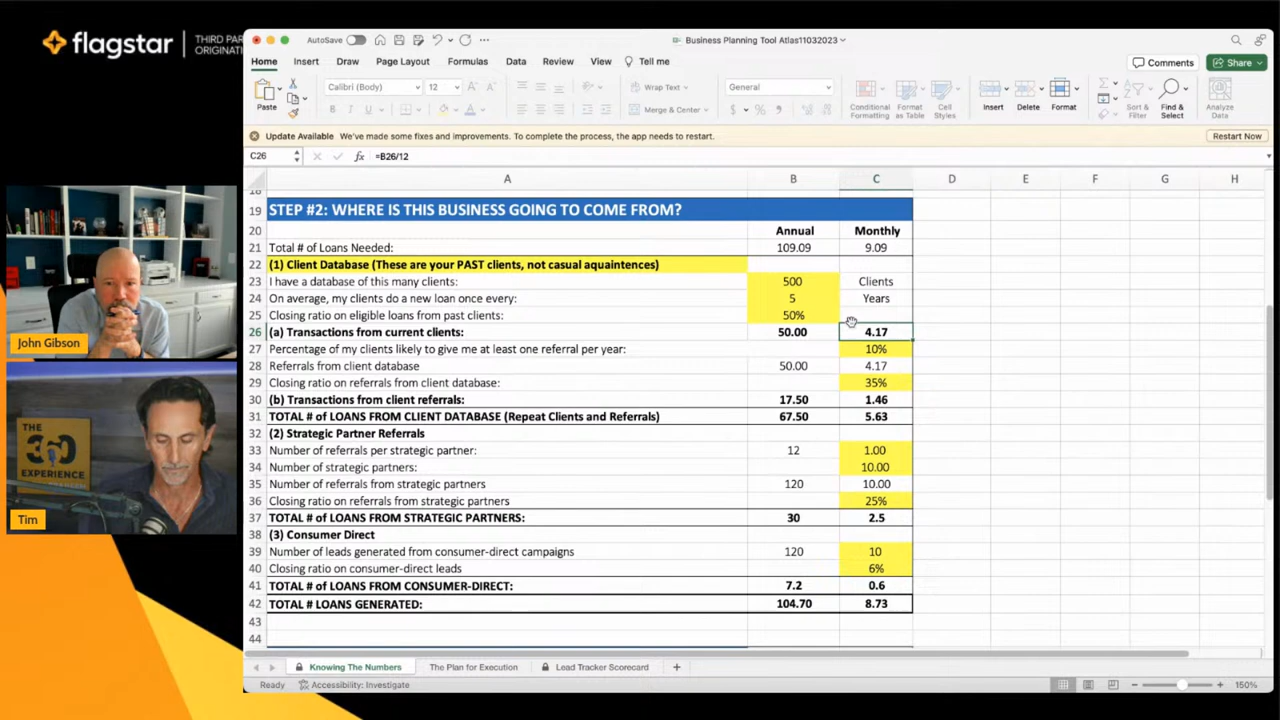 flagstar
THIRD PAR
ORIGINATI
AutoSave
Business Planning Tool Atlas11032023
Home Insert Draw Page Layout Formulas Data Review View Tell me
Comments Share
Paste
Calibri (Body) 12
Wrap Text
General
Merge & Center
Conditional Formatting
Format as Table
Cell Styles
Insert Delete Format
Sort & Filter
Find & Select
Analyze Data
Update Available We've made some fixes and improvements. To complete the process, the app needs to restart. Restart Now
C26 fx =B26/12
A B C D E F G H
19 STEP #2: WHERE IS THIS BUSINESS GOING TO COME FROM?
20 Annual Monthly
21 Total # of Loans Needed: 109.09 9.09
22 (1) Client Database (These are your PAST clients, not casual aquaintences)
23 I have a database of this many clients: 500 Clients
24 On average, my clients do a new loan once every: 5 Years
25 Closing ratio on eligible loans from past clients: 50%
26 (a) Transactions from current clients: 50.00 4.17
27 Percentage of my clients likely to give me at least one referral per year: 10%
28 Referrals from client database 50.00 4.17
29 Closing ratio on referrals from client database: 35%
30 (b) Transactions from client referrals: 17.50 1.46
31 TOTAL # of LOANS FROM CLIENT DATABASE (Repeat Clients and Referrals) 67.50 5.63
32 (2) Strategic Partner Referrals
33 Number of referrals per strategic partner: 12 1.00
34 Number of strategic partners: 10.00
35 Number of referrals from strategic partners 120 10.00
36 Closing ratio on referrals from strategic partners 25%
37 TOTAL # of LOANS FROM STRATEGIC PARTNERS: 30 2.5
38 (3) Consumer Direct
39 Number of leads generated from consumer-direct campaigns 120 10
40 Closing ratio on consumer-direct leads 6%
41 TOTAL # of LOANS FROM CONSUMER-DIRECT: 7.2 0.6
42 TOTAL # LOANS GENERATED: 104.70 8.73
43
44
Knowing The Numbers The Plan for Execution Lead Tracker Scorecard
Ready Accessibility: Investigate 150%
John Gibson
THE
360
EXPERIENCE
Tim